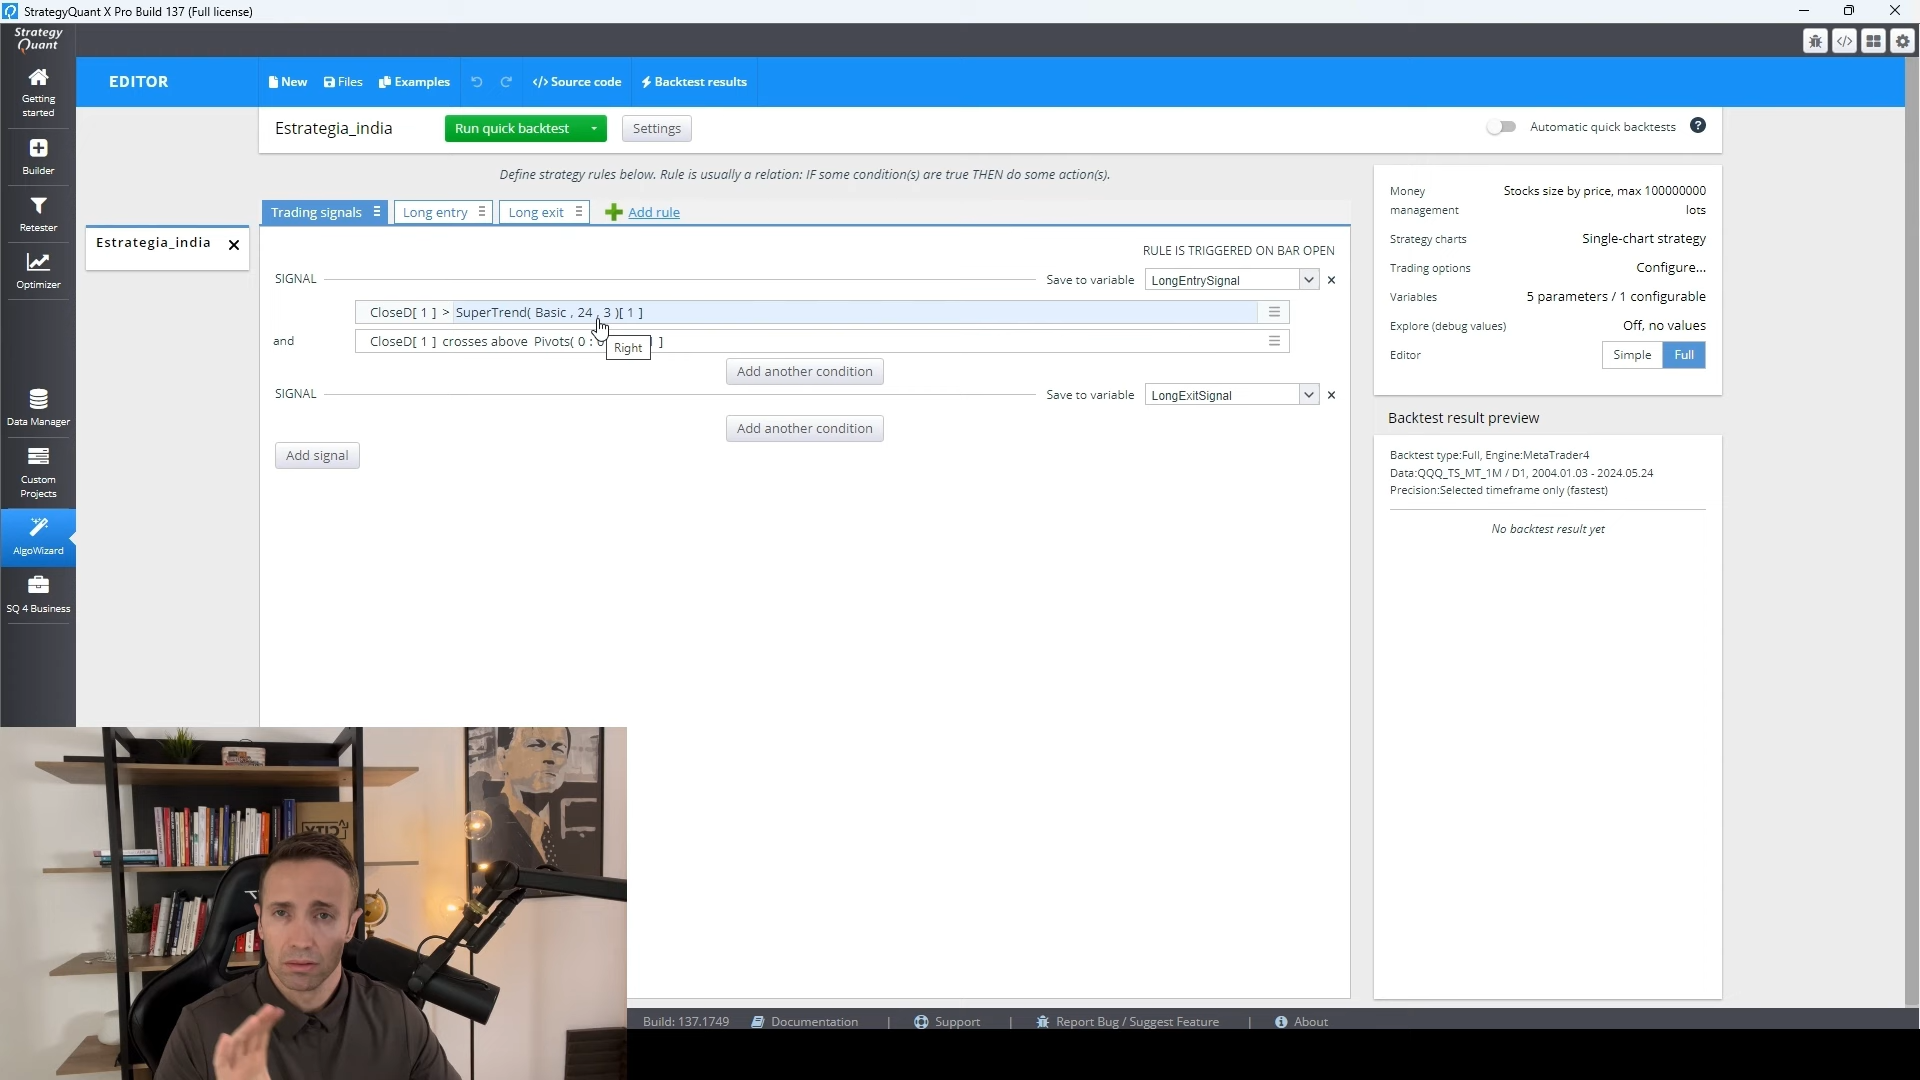 StrategyQuant X Pro Build 137 (Full license)
Strategy
Quant
Getting
started
Builder
Retester
Optimizer
Data Manager
Custom
Projects
AlgoWizard
SQ 4 Business
EDITOR
New
Files
Examples
</> Source code
Backtest results
Estrategia_india
Run quick backtest
Settings
Automatic quick backtests
?
Define strategy rules below. Rule is usually a relation: IF some condition(s) are true THEN do some action(s).
Trading signals
Long entry
Long exit
Add rule
Estrategia_india
RULE IS TRIGGERED ON BAR OPEN
SIGNAL
Save to variable
LongEntrySignal
CloseD[ 1 ] > SuperTrend( Basic , 24 , 3 )[ 1 ]
and
CloseD[ 1 ] crosses above Pivots( 0 : ]
Right
Add another condition
SIGNAL
Save to variable
LongExitSignal
Add another condition
Add signal
Money
management
Stocks size by price, max 100000000
lots
Strategy charts
Single-chart strategy
Trading options
Configure...
Variables
5 parameters / 1 configurable
Explore (debug values)
Off, no values
Editor
Simple
Full
Backtest result preview
Backtest type:Full, Engine:MetaTrader4
Data:QQQ_TS_MT_1M / D1, 2004.01.03 - 2024.05.24
Precision:Selected timeframe only (fastest)
No backtest result yet
Build: 137.1749
Documentation
Support
Report Bug / Suggest Feature
About